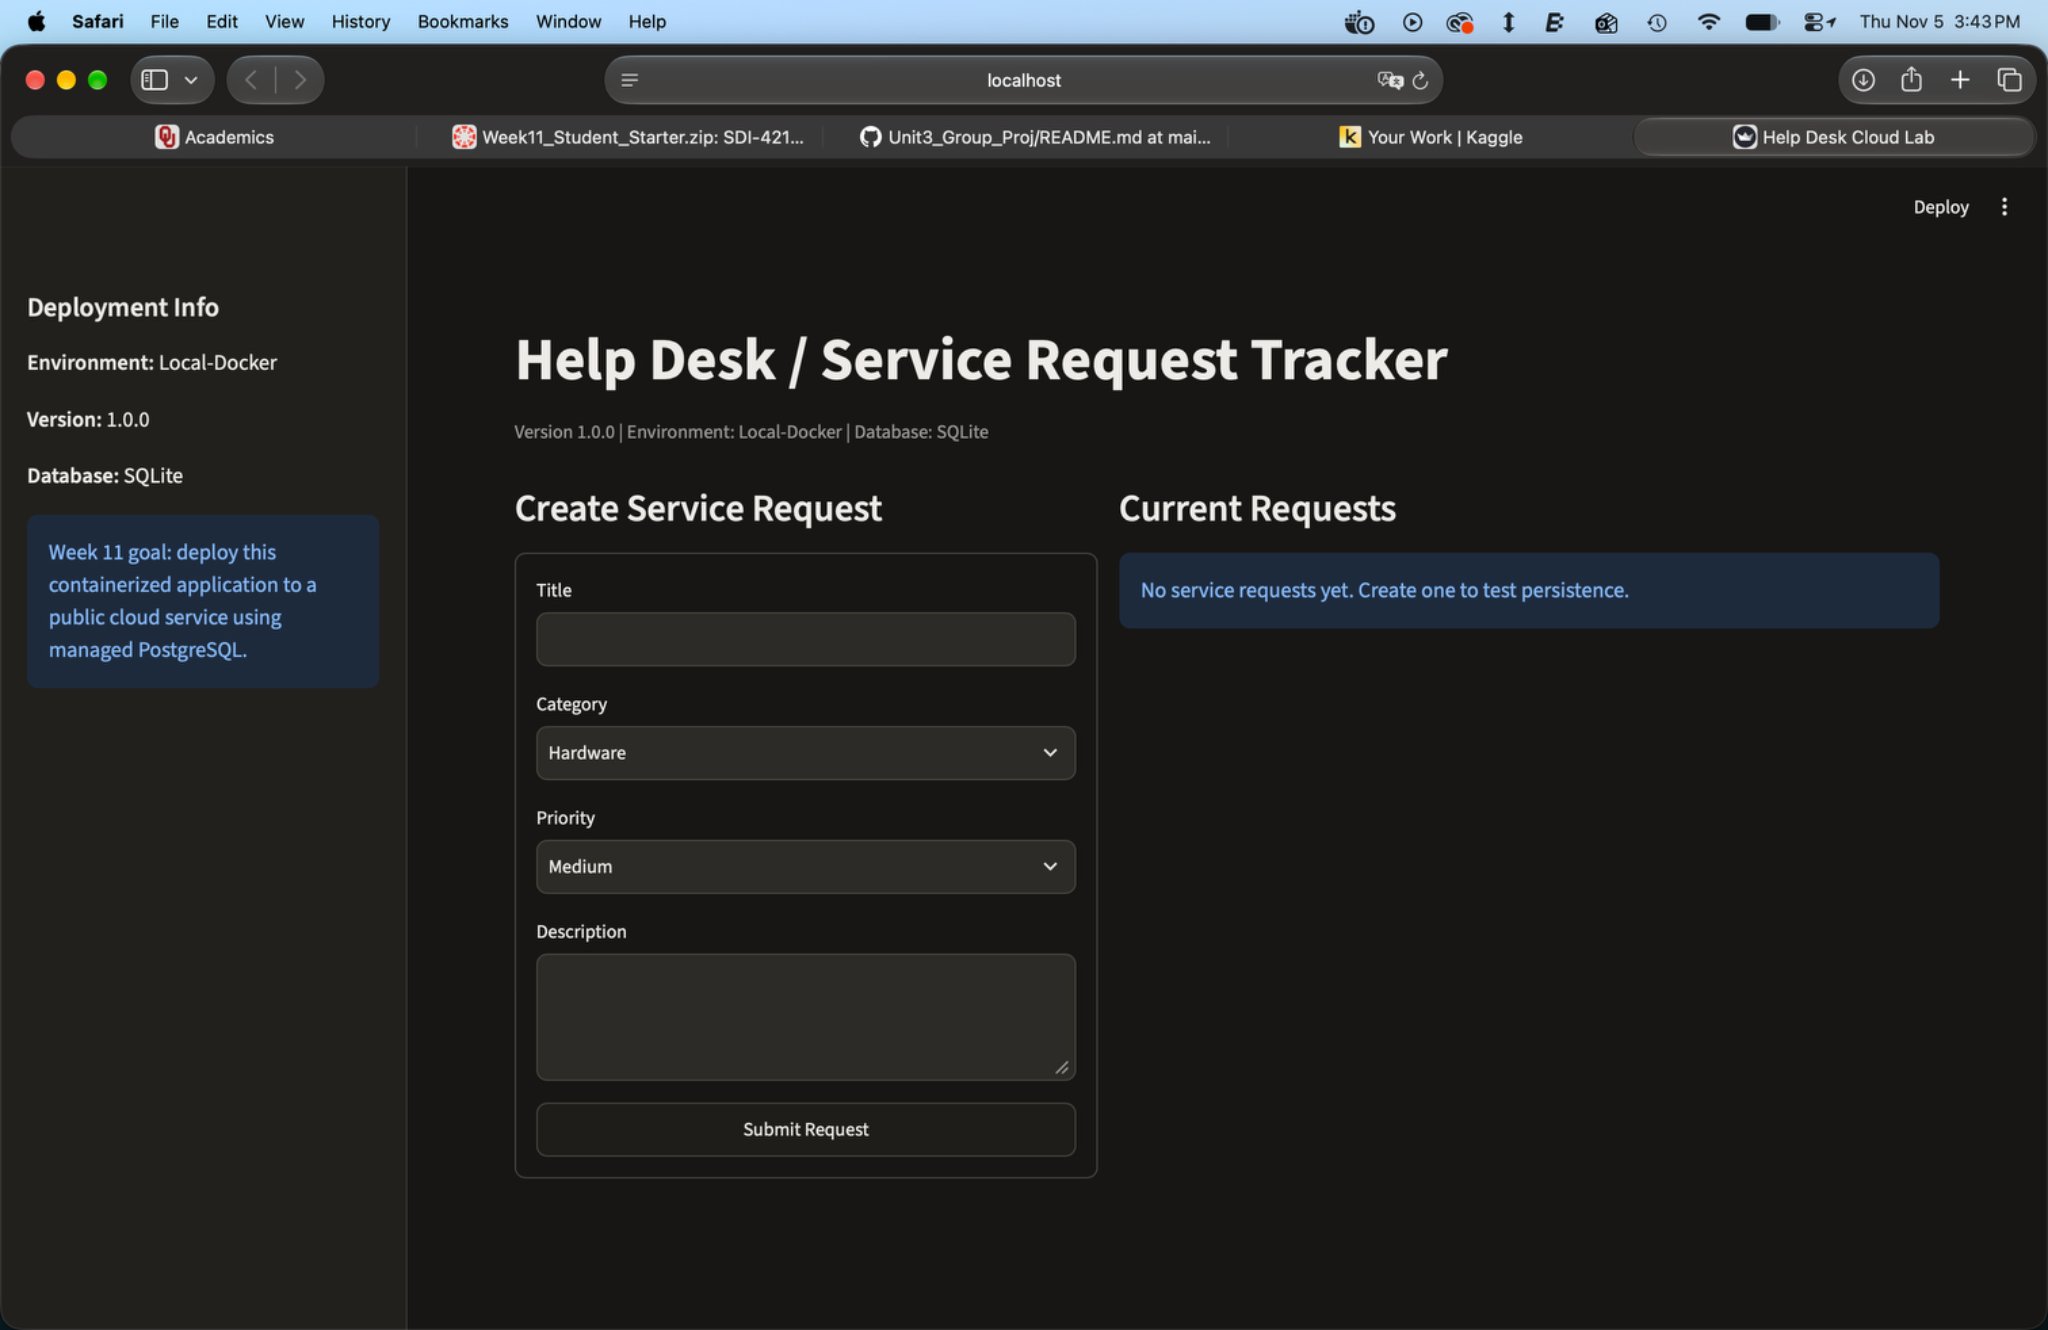 Safari File Edit View History Bookmarks Window Help Thu Nov 5 3:43 PM
localhost
Academics Week11_Student_Starter.zip: SDI-421... Unit3_Group_Proj/README.md at mai... Your Work | Kaggle Help Desk Cloud Lab
Deploy
Deployment Info
Environment: Local-Docker
Version: 1.0.0
Database: SQLite
Week 11 goal: deploy this
containerized application to a
public cloud service using
managed PostgreSQL.
Help Desk / Service Request Tracker
Version 1.0.0 | Environment: Local-Docker | Database: SQLite
Create Service Request
Title
Category
Hardware
Priority
Medium
Description
Submit Request
Current Requests
No service requests yet. Create one to test persistence.